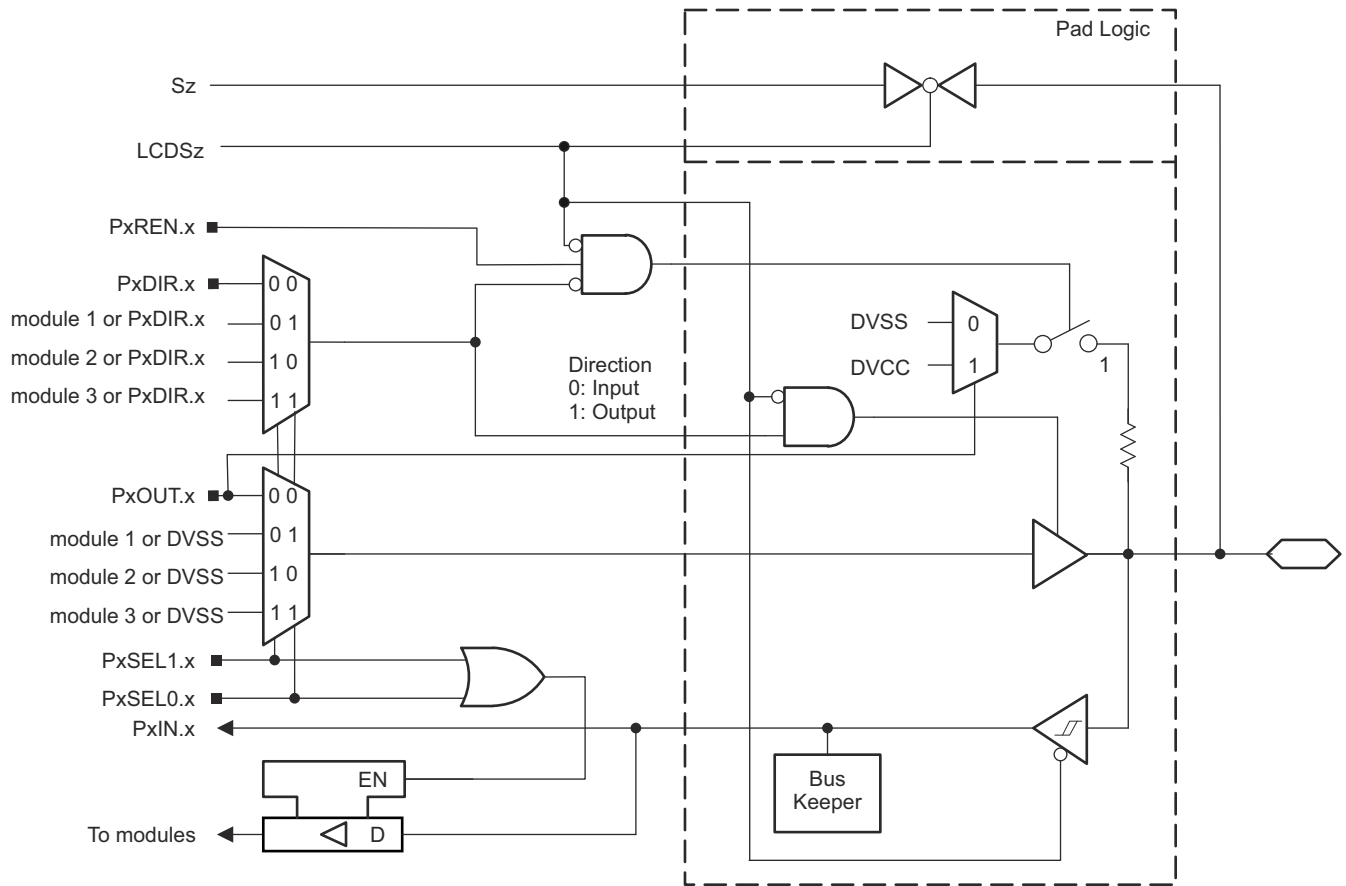 Pad Logic
Sz
LCDSz
PxREN.x
PxDIR.x
0 0
module 1 or PxDIR.x
0 1
module 2 or PxDIR.x
1 0
module 3 or PxDIR.x
1 1
Direction
0: Input
1: Output
DVSS
0
DVCC
1
1
PxOUT.x
0 0
module 1 or DVSS
0 1
module 2 or DVSS
1 0
module 3 or DVSS
1 1
PxSEL1.x
PxSEL0.x
PxIN.x
Bus
Keeper
EN
To modules
D